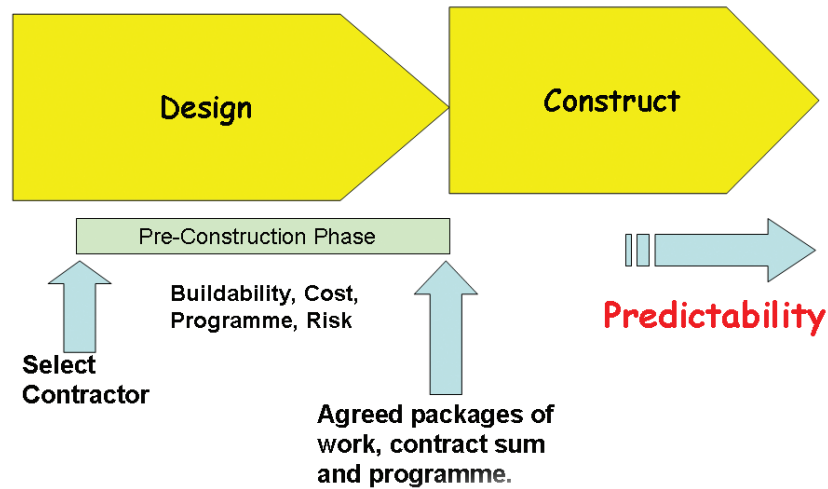 Design
Construct
Pre-Construction Phase
Buildability, Cost,
Programme, Risk
Predictability
Select
Contractor
Agreed packages of
work, contract sum
and programme.